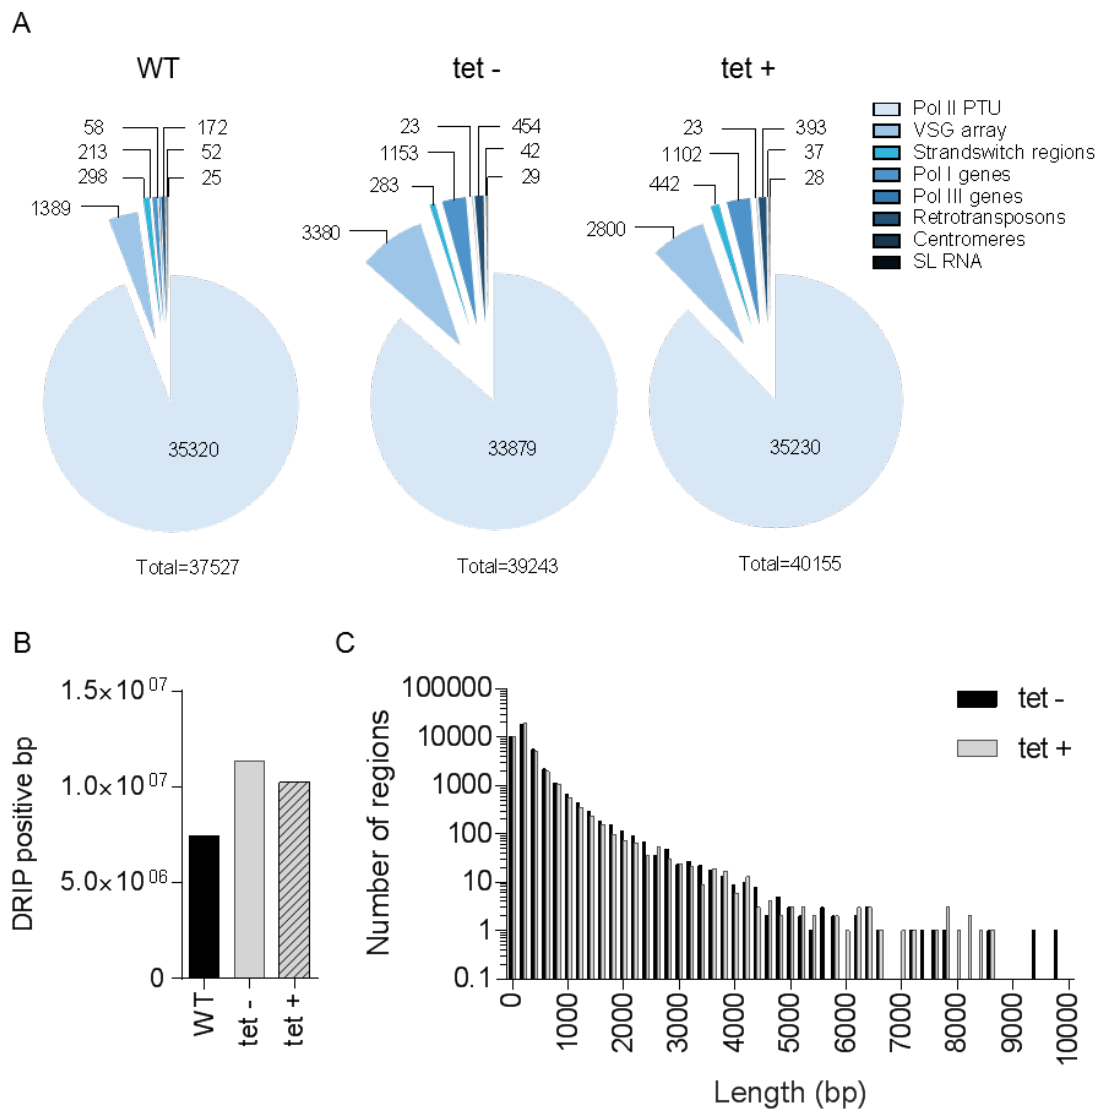 A
WT
tet -
tet +
58
172
213
52
298
25
1389
35320
Total=37527
23
454
1153
42
283
29
3380
33879
Total=39243
23
393
1102
37
442
28
2800
35230
Total=40155
Pol II PTU
VSG array
Strandswitch regions
Pol I genes
Pol III genes
Retrotransposons
Centromeres
SL RNA
B
DRIP positive bp
1.5×10 07
1.0×10 07
5.0×10 06
0
WT
tet -
tet +
C
Number of regions
100000
10000
1000
100
10
1
0.1
0
1000
2000
3000
4000
5000
6000
7000
8000
9000
10000
Length (bp)
tet -
tet +